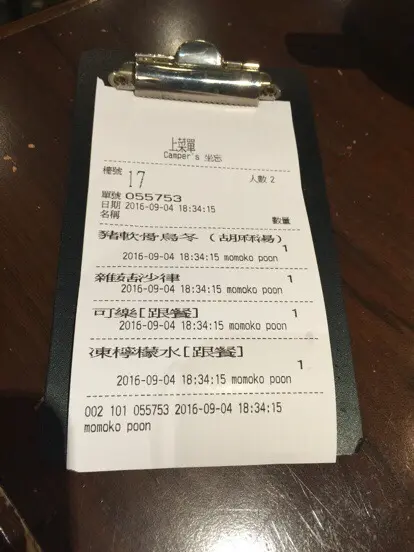 上菜單
Camper's 坐忘
檯號 17 人數 2
單號 055753
日期 2016-09-04 18:34:15
名稱 數量
豬軟骨烏冬 (胡麻湯)
1
2016-09-04 18:34:15 momoko poon
雜菇沙律 1
2016-09-04 18:34:15 momoko poon
可樂[跟餐] 1
2016-09-04 18:34:15 momoko poon
凍檸檬水[跟餐]
1
2016-09-04 18:34:15 momoko poon
002 101 055753 2016-09-04 18:34:15
momoko poon